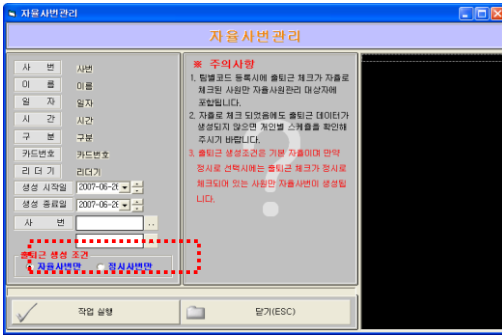 자율사번관리
자율사번관리
사 번 사번
이 름 이름
일 자 일자
시 간 시간
구 분 구분
카드번호 카드번호
리 더 기 리더기
생성 시작일 2007-06-26
생성 종료일 2007-06-26
사 번 ..
출퇴근 생성 조건
자율사번만 정시사번만
※ 주의사항
1. 팀별코드 등록시에 출퇴근 체크가 자율로
체크된 사원만 자율사원관리 대상자에
포함됩니다.
2. 자율로 체크 되었음에도 출퇴근 데이터가
생성되지 않으면 개인별 스케쥴을 확인해
주시기 바랍니다.
3. 출퇴근 생성조건은 기본 자율이며 만약
정시로 선택시에는 출퇴근 체크가 정시로
체크되어 있는 사원만 자율사번이 생성됩
니다.
?
작업 실행
닫기(ESC)